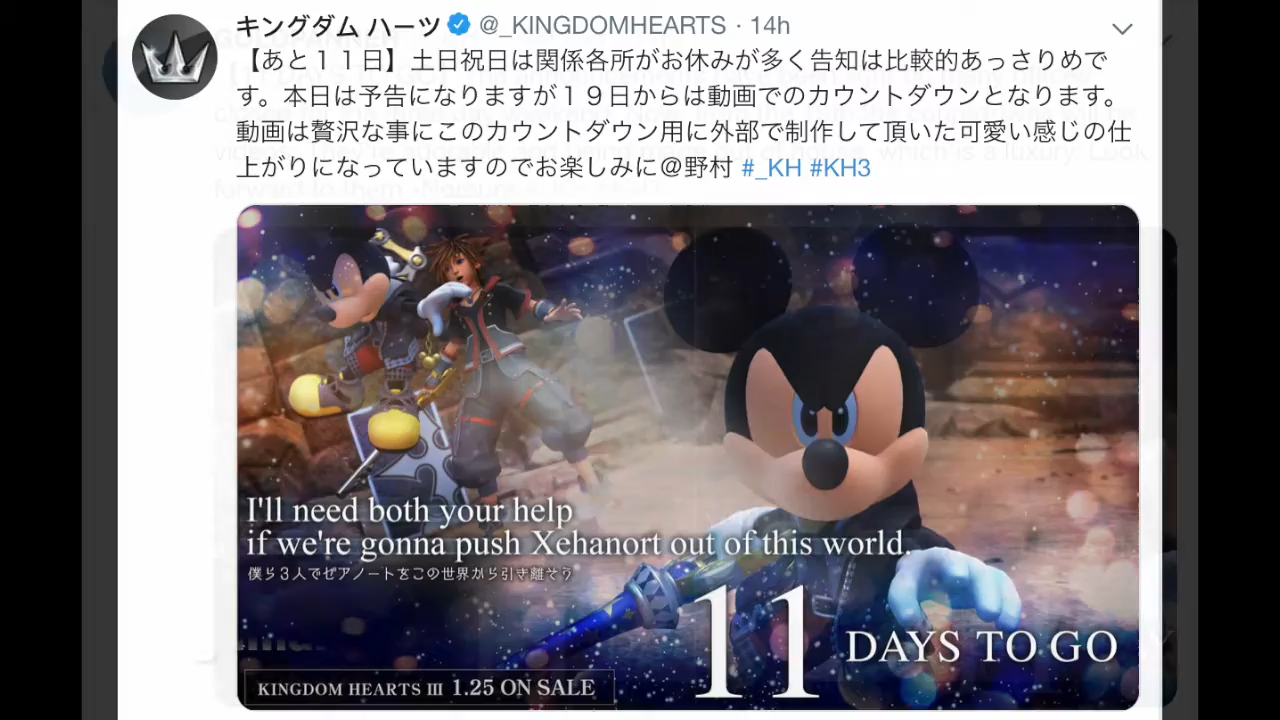 キングダム ハーツ @_KINGDOMHEARTS · 14h
【あと１１日】土日祝日は関係各所がお休みが多く告知は比較的あっさりめで
す。本日は予告になりますが１９日からは動画でのカウントダウンとなります。
動画は贅沢な事にこのカウントダウン用に外部で制作して頂いた可愛い感じの仕
上がりになっていますのでお楽しみに＠野村 #_KH #KH3
I'll need both your help
if we're gonna push Xehanort out of this world.
僕ら3人でゼアノートをこの世界から引き離そう
11 DAYS TO GO
KINGDOM HEARTS III 1.25 ON SALE